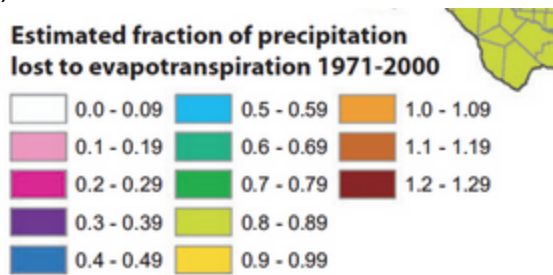 Estimated fraction of precipitation
lost to evapotranspiration 1971-2000
0.0 - 0.09
0.1 - 0.19
0.2 - 0.29
0.3 - 0.39
0.4 - 0.49
0.5 - 0.59
0.6 - 0.69
0.7 - 0.79
0.8 - 0.89
0.9 - 0.99
1.0 - 1.09
1.1 - 1.19
1.2 - 1.29